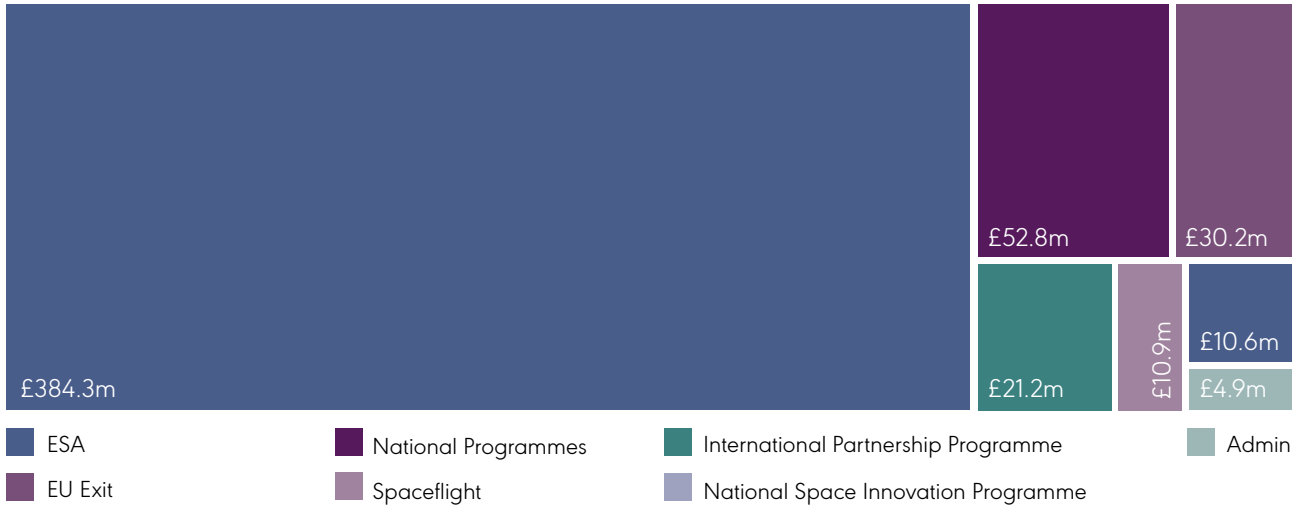 £384.3m
£52.8m
£30.2m
£21.2m
£10.9m
£10.6m
£4.9m
ESA
National Programmes
International Partnership Programme
Admin
EU Exit
Spaceflight
National Space Innovation Programme